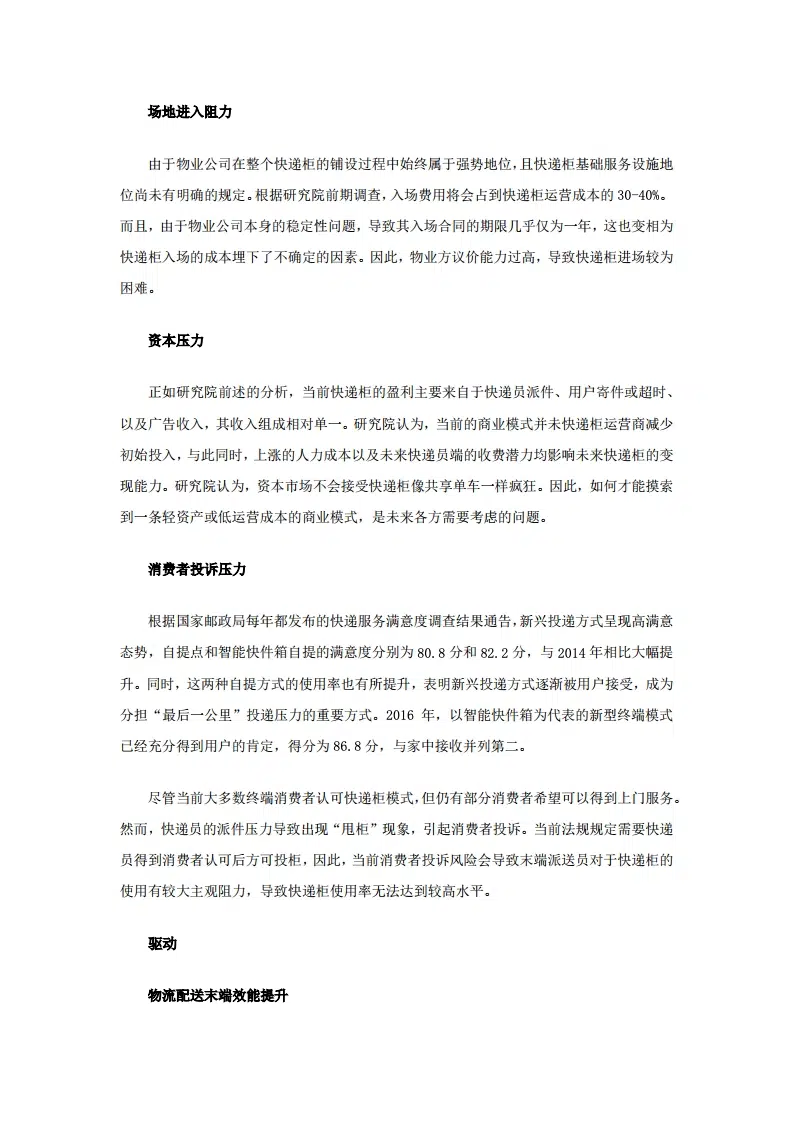 场地进入阻力
由于物业公司在整个快递柜的铺设过程中始终属于强势地位,且快递柜基础服务设施地
位尚未有明确的规定。根据研究院前期调查,入场费用将会占到快递柜运营成本的 30-40%。
而且,由于物业公司本身的稳定性问题,导致其入场合同的期限几乎仅为一年,这也变相为
快递柜入场的成本埋下了不确定的因素。因此,物业方议价能力过高,导致快递柜进场较为
困难。
资本压力
正如研究院前述的分析,当前快递柜的盈利主要来自于快递员派件、用户寄件或超时、
以及广告收入,其收入组成相对单一。研究院认为,当前的商业模式并未快递柜运营商减少
初始投入,与此同时,上涨的人力成本以及未来快递员端的收费潜力均影响未来快递柜的变
现能力。研究院认为,资本市场不会接受快递柜像共享单车一样疯狂。因此,如何才能摸索
到一条轻资产或低运营成本的商业模式,是未来各方需要考虑的问题。
消费者投诉压力
根据国家邮政局每年都发布的快递服务满意度调查结果通告,新兴投递方式呈现高满意
态势,自提点和智能快件箱自提的满意度分别为 80.8 分和 82.2 分,与 2014 年相比大幅提
升。同时,这两种自提方式的使用率也有所提升,表明新兴投递方式逐渐被用户接受,成为
分担“最后一公里”投递压力的重要方式。2016 年,以智能快件箱为代表的新型终端模式
已经充分得到用户的肯定,得分为 86.8 分,与家中接收并列第二。
尽管当前大多数终端消费者认可快递柜模式,但仍有部分消费者希望可以得到上门服务。
然而,快递员的派件压力导致出现“甩柜”现象,引起消费者投诉。当前法规规定需要快递
员得到消费者认可后方可投柜,因此,当前消费者投诉风险会导致末端派送员对于快递柜的
使用有较大主观阻力,导致快递柜使用率无法达到较高水平。
驱动
物流配送末端效能提升